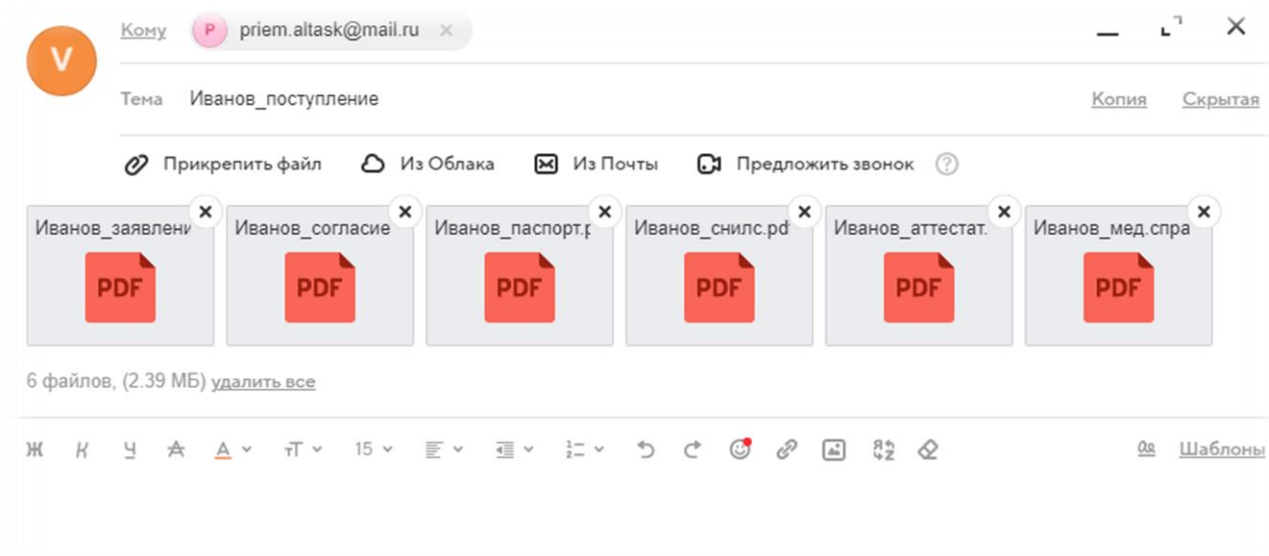 Кому P priem.altask@mail.ru
V
Тема Иванов_поступление Копия Скрытая
Прикрепить файл Из Облака Из Почты Предложить звонок ?
Иванов_заявлени Иванов_согласие Иванов_паспорт.p Иванов_снилс.pd Иванов_аттестат. Иванов_мед.спра
PDF PDF PDF PDF PDF PDF
6 файлов, (2.39 МБ) удалить все
Ж К Ч А А тТ 15 Шаблоны